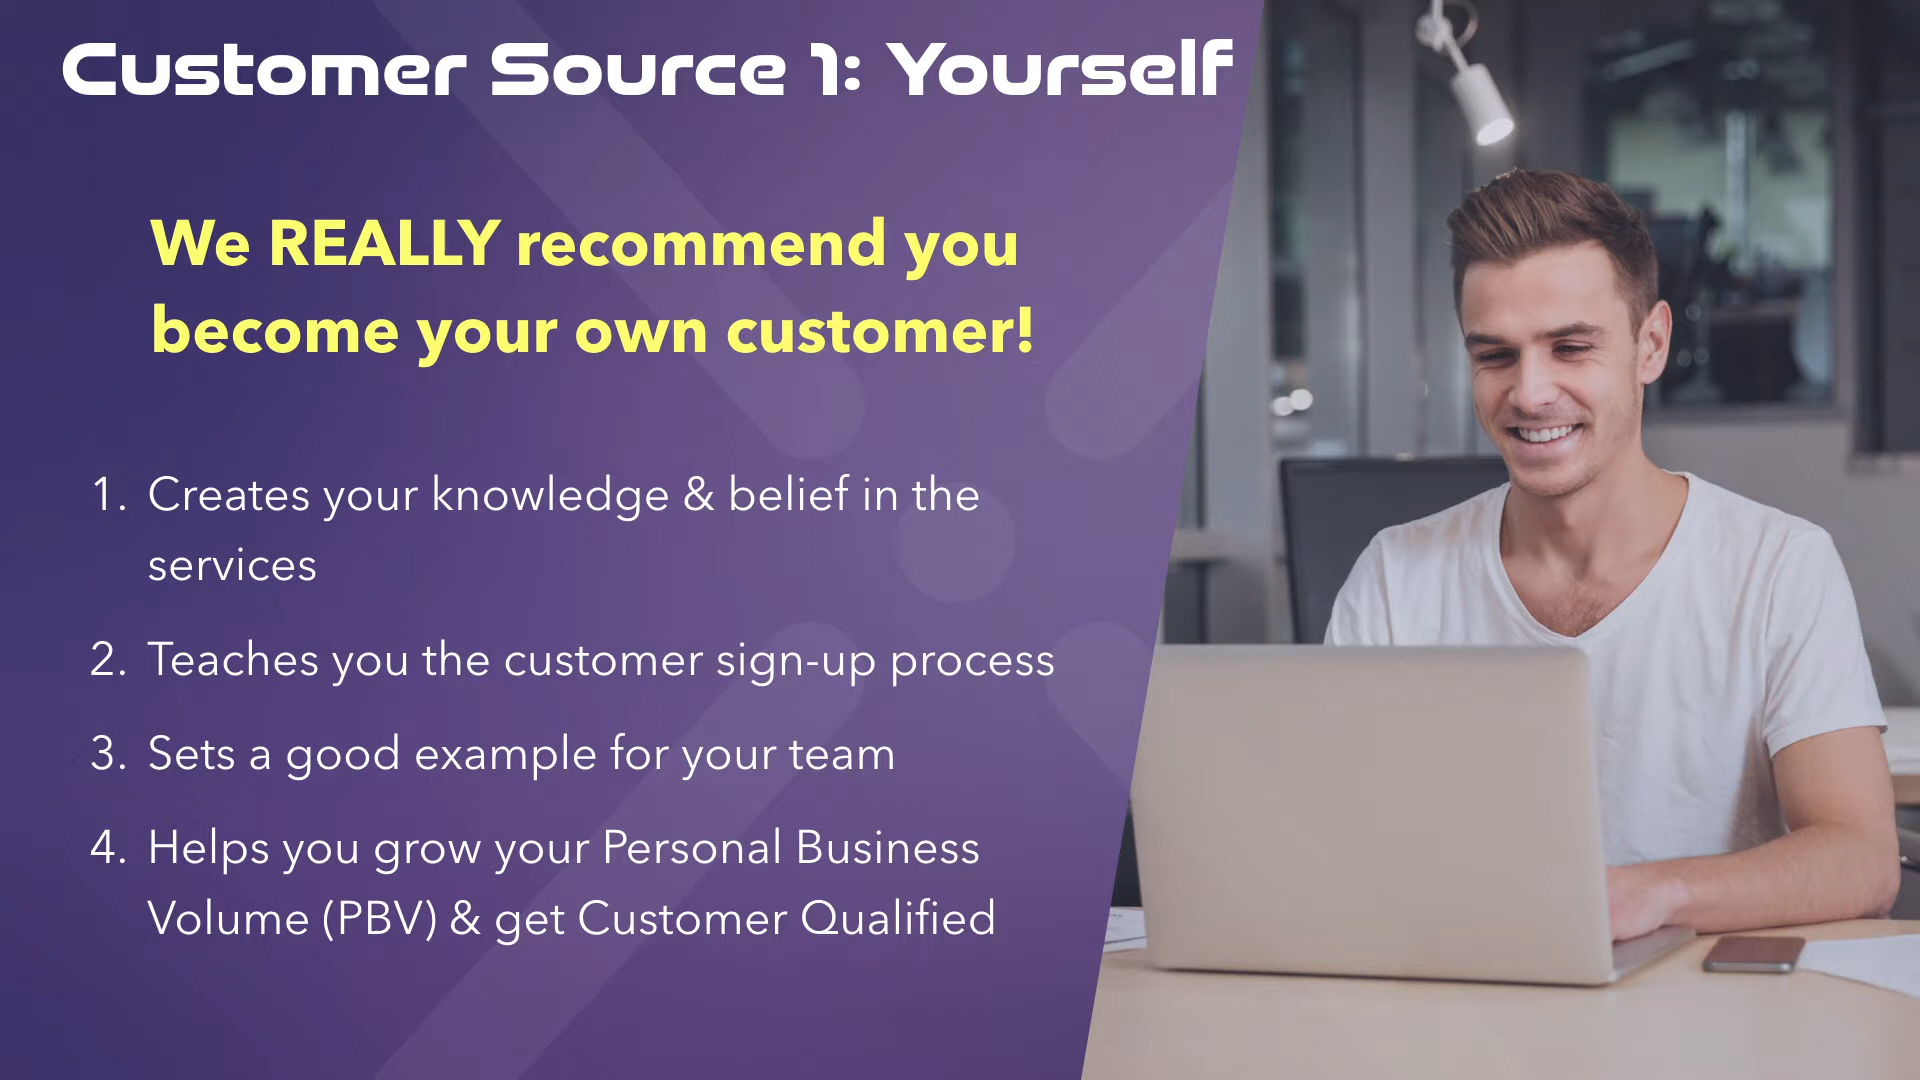 Customer Source 1: Yourself
We REALLY recommend you
become your own customer!
1. Creates your knowledge & belief in the
services
2. Teaches you the customer sign-up process
3. Sets a good example for your team
4. Helps you grow your Personal Business
Volume (PBV) & get Customer Qualified